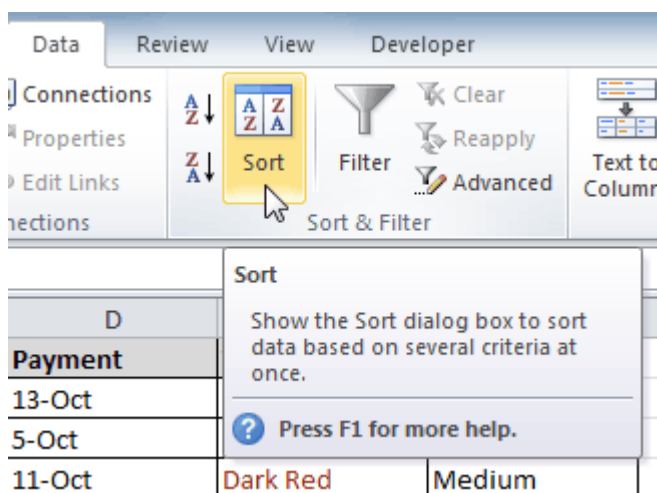 Data Review View Developer
Connections
Properties
Edit Links
A
Z
Z
A
A Z
Z A
Sort
Filter
Clear
Reapply
Advanced
Text to
Sort & Filter
Sort
Show the Sort dialog box to sort
data based on several criteria at
once.
Press F1 for more help.
D
Payment
13-Oct
5-Oct
11-Oct Dark Red Medium